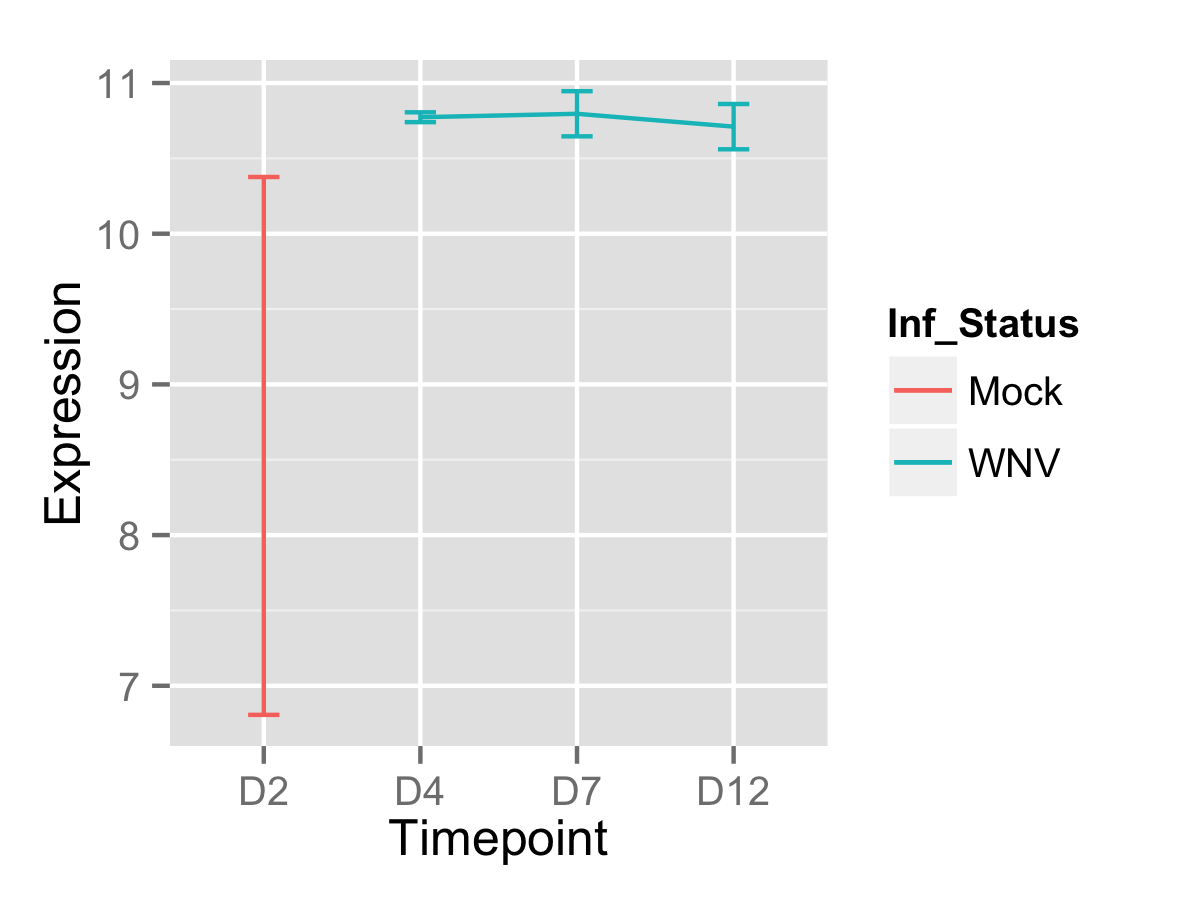 11
10
9
8
7
Expression
D2 D4 D7 D12
Timepoint
Inf_Status
Mock
WNV